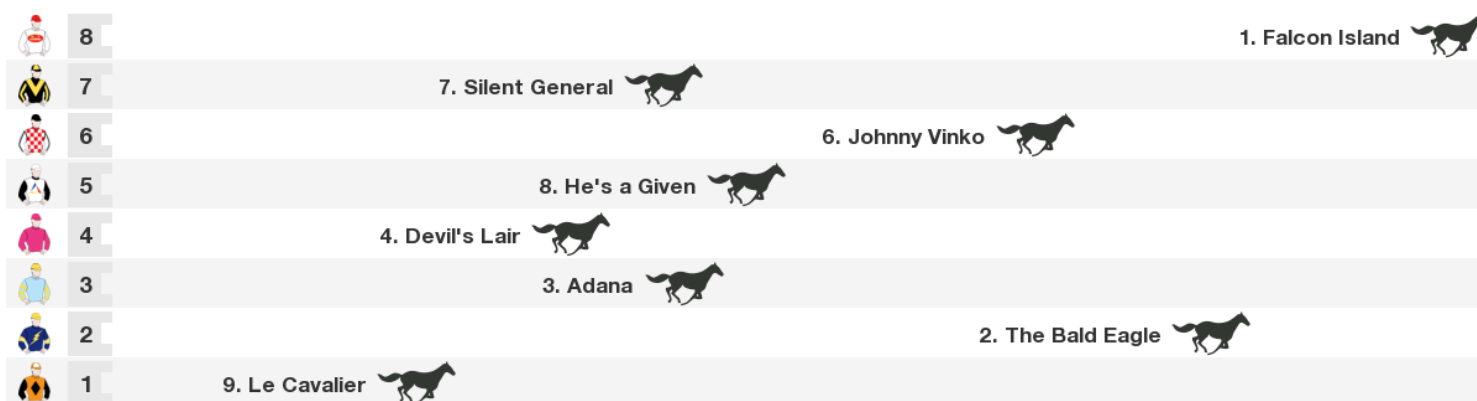 8 1. Falcon Island
7 7. Silent General
6 6. Johnny Vinko
5 8. He's a Given
4 4. Devil's Lair
3 3. Adana
2 2. The Bald Eagle
1 9. Le Cavalier